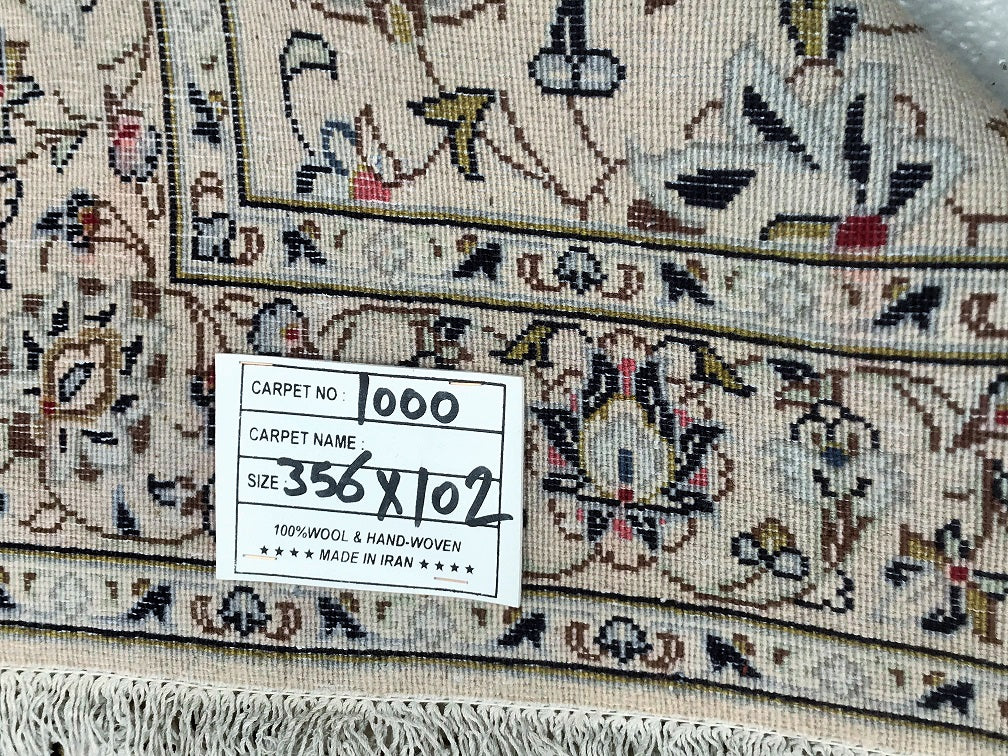 CARPET NO : 1000
CARPET NAME :
SIZE : 356 X 102
100%WOOL & HAND-WOVEN
★ ★ ★ ★ MADE IN IRAN ★ ★ ★ ★